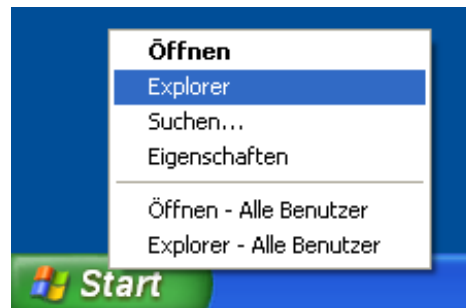 Öffnen
Explorer
Suchen...
Eigenschaften
Öffnen - Alle Benutzer
Explorer - Alle Benutzer
Start